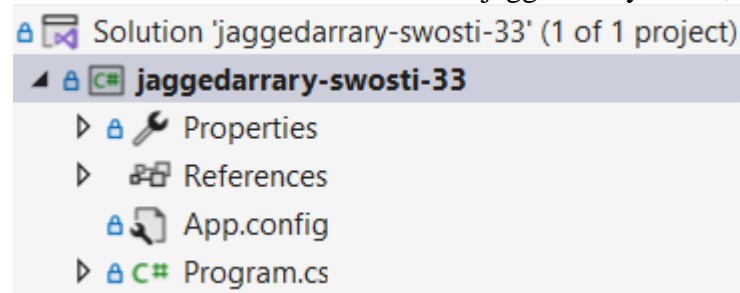 Solution 'jaggedarrary-swosti-33' (1 of 1 project)
C# jaggedarrary-swosti-33
Properties
References
App.config
C# Program.cs